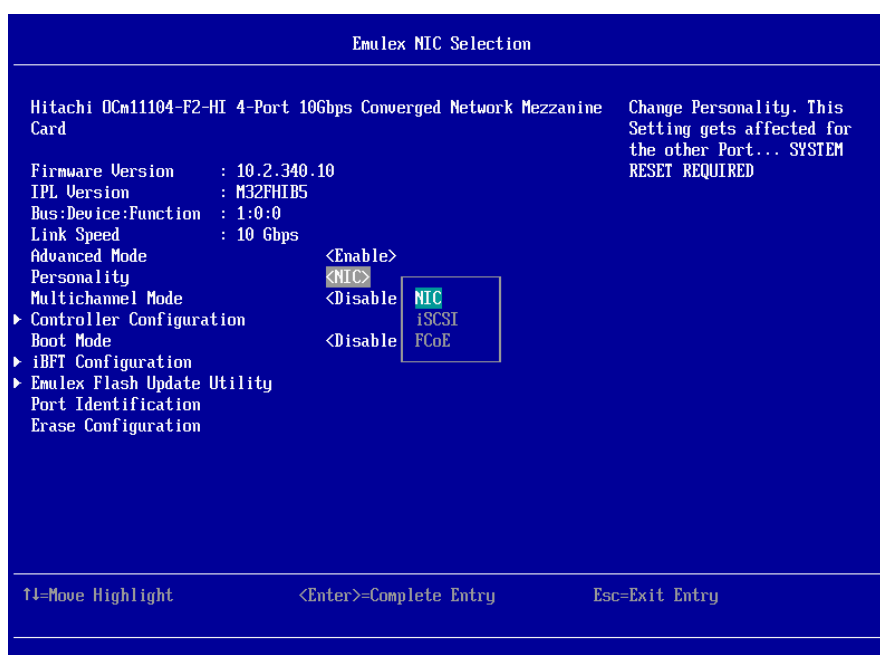 Emulex NIC Selection
Hitachi OCm11104-F2-HI 4-Port 10Gbps Converged Network Mezzanine
Card
Change Personality. This
Setting gets affected for
the other Port... SYSTEM
RESET REQUIRED
Firmware Version : 10.2.340.10
IPL Version : M32FHIB5
Bus:Device:Function : 1:0:0
Link Speed : 10 Gbps
Advanced Mode <Enable>
Personality <NIC>
Multichannel Mode <Disable
Controller Configuration
Boot Mode <Disable
iBFT Configuration
Emulex Flash Update Utility
Port Identification
Erase Configuration
NIC
iSCSI
FCoE
↑↓=Move Highlight <Enter>=Complete Entry Esc=Exit Entry